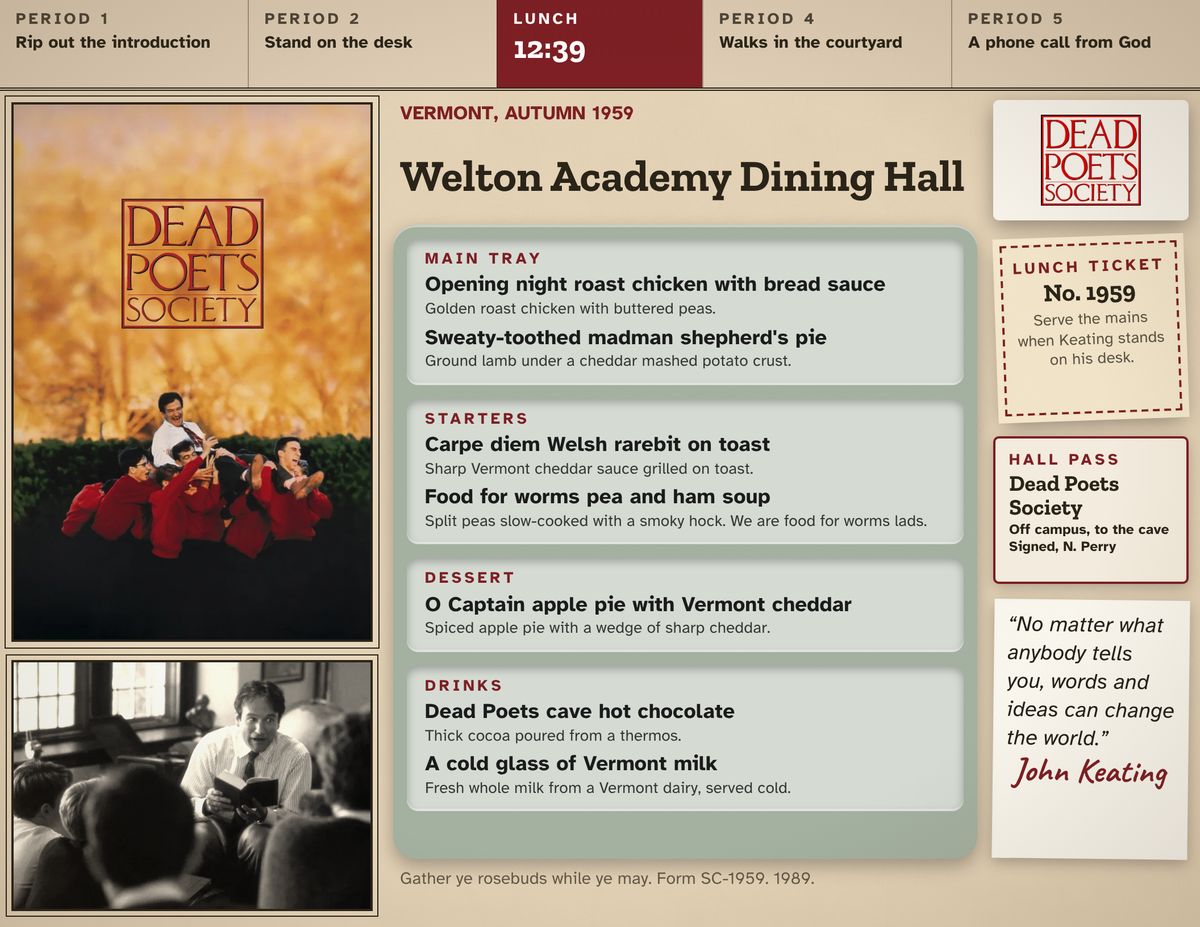 PERIOD 1
Rip out the introduction
PERIOD 2
Stand on the desk
LUNCH
12:39
PERIOD 4
Walks in the courtyard
PERIOD 5
A phone call from God
DEAD
POETS
SOCIETY
VERMONT, AUTUMN 1959
Welton Academy Dining Hall
MAIN TRAY
Opening night roast chicken with bread sauce
Golden roast chicken with buttered peas.
Sweaty-toothed madman shepherd's pie
Ground lamb under a cheddar mashed potato crust.
STARTERS
Carpe diem Welsh rarebit on toast
Sharp Vermont cheddar sauce grilled on toast.
Food for worms pea and ham soup
Split peas slow-cooked with a smoky hock. We are food for worms lads.
DESSERT
O Captain apple pie with Vermont cheddar
Spiced apple pie with a wedge of sharp cheddar.
DRINKS
Dead Poets cave hot chocolate
Thick cocoa poured from a thermos.
A cold glass of Vermont milk
Fresh whole milk from a Vermont dairy, served cold.
Gather ye rosebuds while ye may. Form SC-1959. 1989.
DEAD
POETS
SOCIETY
LUNCH TICKET
No. 1959
Serve the mains
when Keating stands
on his desk.
HALL PASS
Dead Poets
Society
Off campus, to the cave
Signed, N. Perry
“No matter what
anybody tells
you, words and
ideas can change
the world.”
John Keating